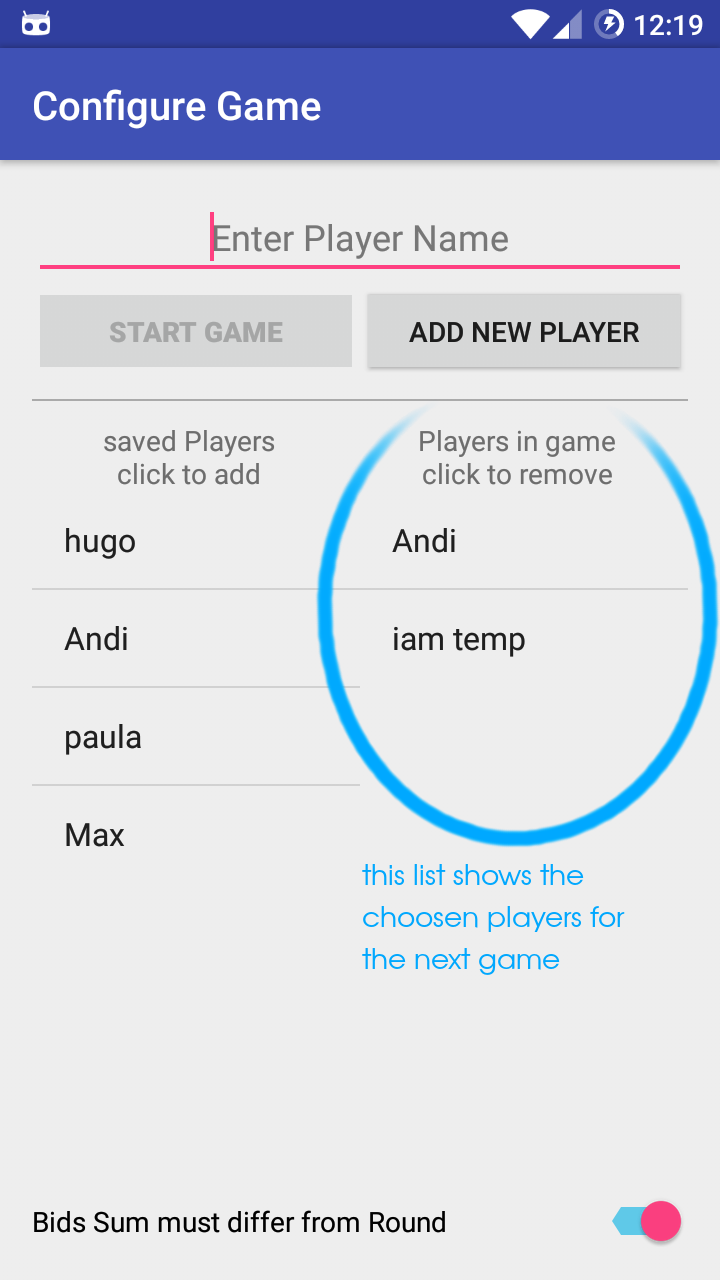 12:19
Configure Game
Enter Player Name
START GAME
ADD NEW PLAYER
saved Players
click to add
Players in game
click to remove
hugo
Andi
paula
Max
Andi
iam temp
this list shows the
choosen players for
the next game
Bids Sum must differ from Round